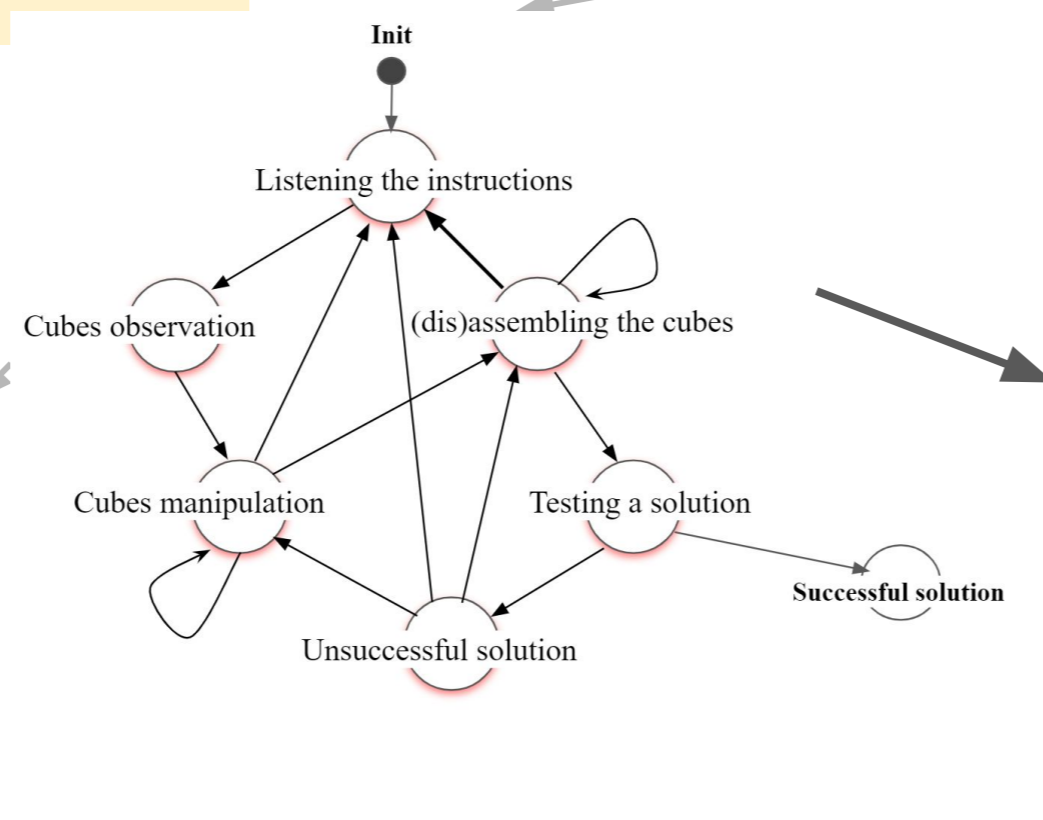 Init
Listening the instructions
Cubes observation
(dis)assembling the cubes
Cubes manipulation
Testing a solution
Successful solution
Unsuccessful solution